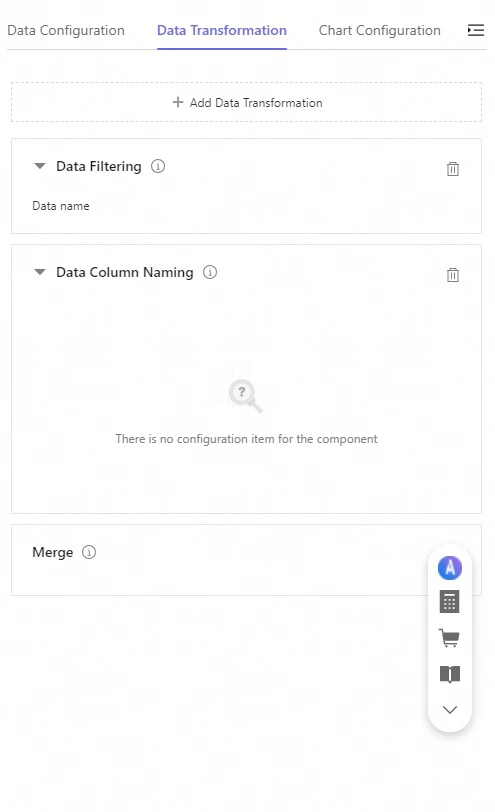 Data Configuration
Data Transformation
Chart Configuration
+ Add Data Transformation
Data Filtering
Data name
Data Column Naming
?
There is no configuration item for the component
Merge